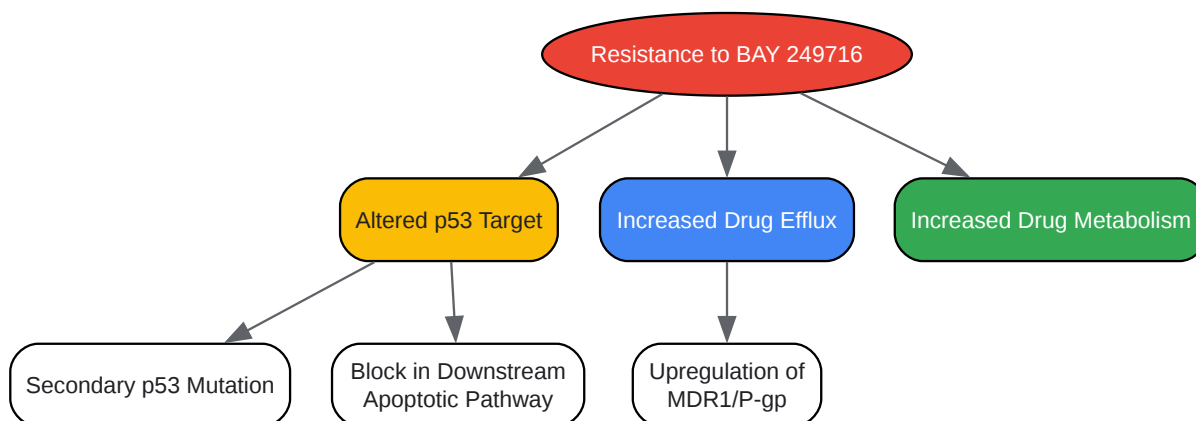 Resistance to BAY 249716
Altered p53 Target
Increased Drug Efflux
Increased Drug Metabolism
Secondary p53 Mutation
Block in Downstream
Apoptotic Pathway
Upregulation of
MDR1/P-gp